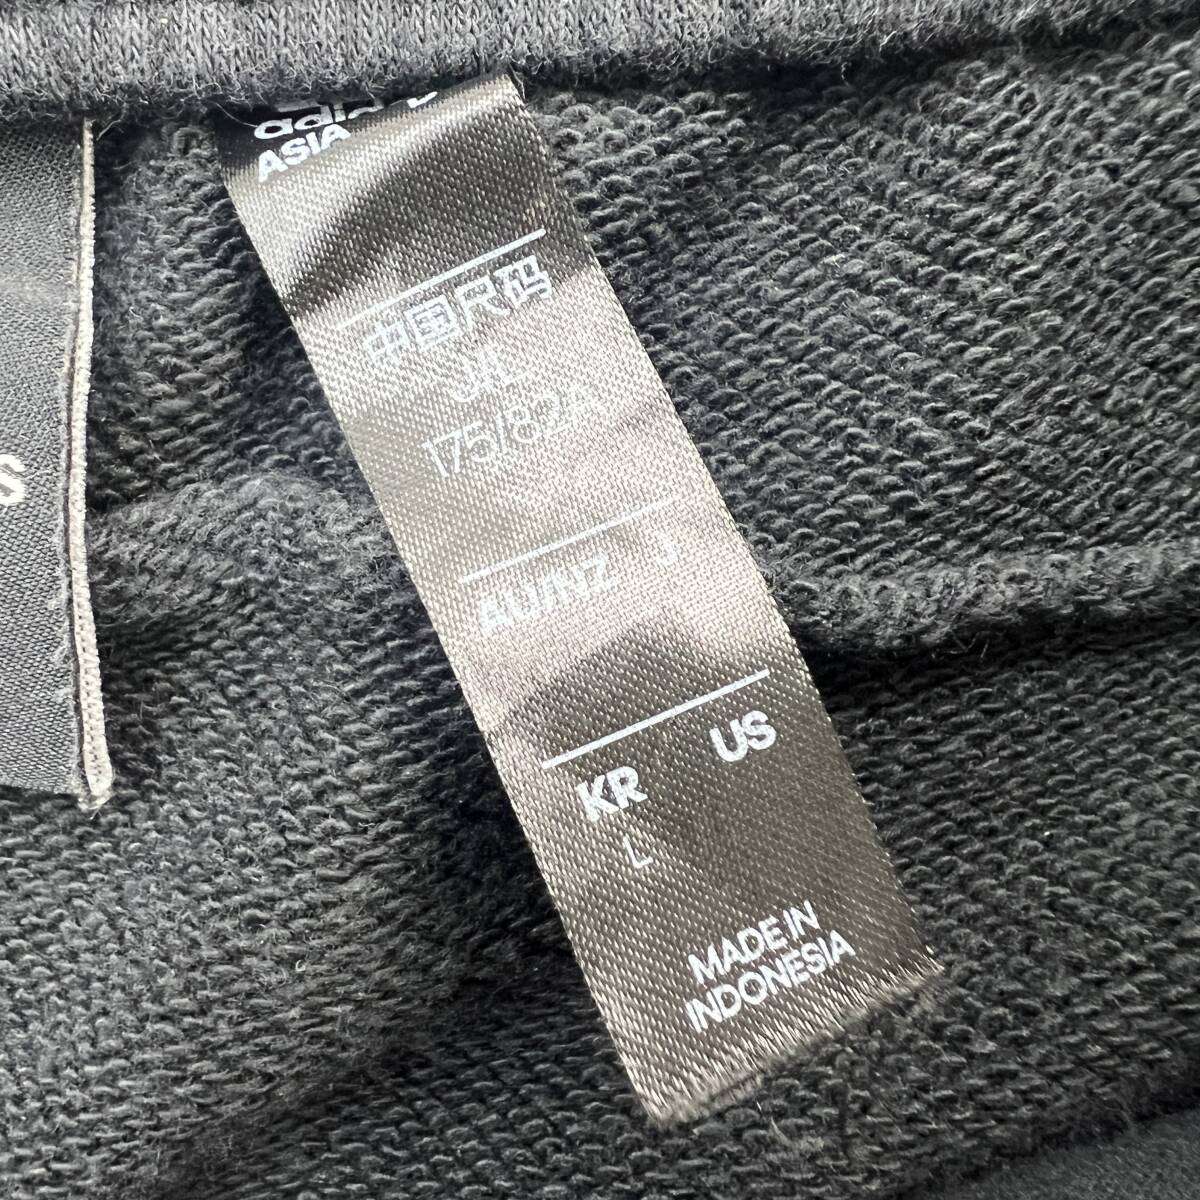 ASIA
中国尺码
J/L
175/82A
AU/NZ J
KR US
L
MADE IN
INDONESIA
S